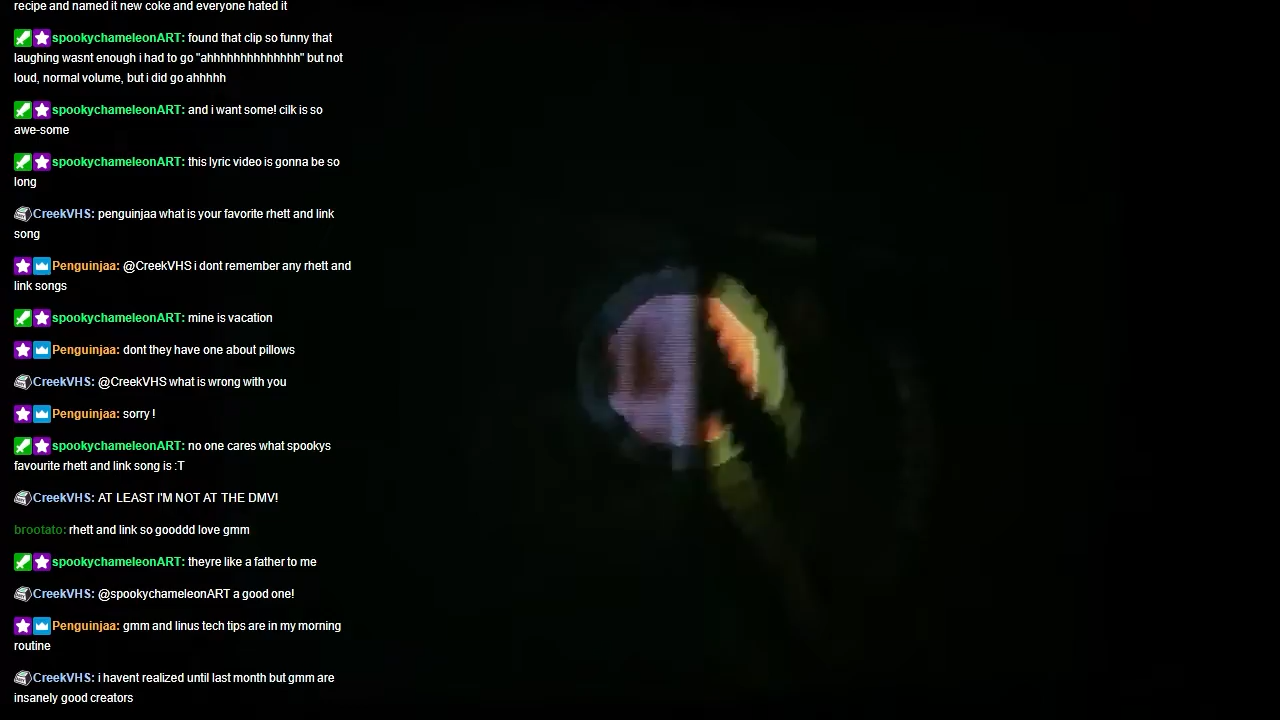 recipe and named it new coke and everyone hated it
spookychameleonART: found that clip so funny that
laughing wasnt enough i had to go "ahhhhhhhhhhhhhh" but not
loud, normal volume, but i did go ahhhhh
spookychameleonART: and i want some! cilk is so
awe-some
spookychameleonART: this lyric video is gonna be so
long
CreekVHS: penguinjaa what is your favorite rhett and link
song
Penguinjaa: @CreekVHS i dont remember any rhett and
link songs
spookychameleonART: mine is vacation
Penguinjaa: dont they have one about pillows
CreekVHS: @CreekVHS what is wrong with you
Penguinjaa: sorry !
spookychameleonART: no one cares what spookys
favourite rhett and link song is :T
CreekVHS: AT LEAST I'M NOT AT THE DMV!
brootato: rhett and link so gooddd love gmm
spookychameleonART: theyre like a father to me
CreekVHS: @spookychameleonART a good one!
Penguinjaa: gmm and linus tech tips are in my morning
routine
CreekVHS: i havent realized until last month but gmm are
insanely good creators